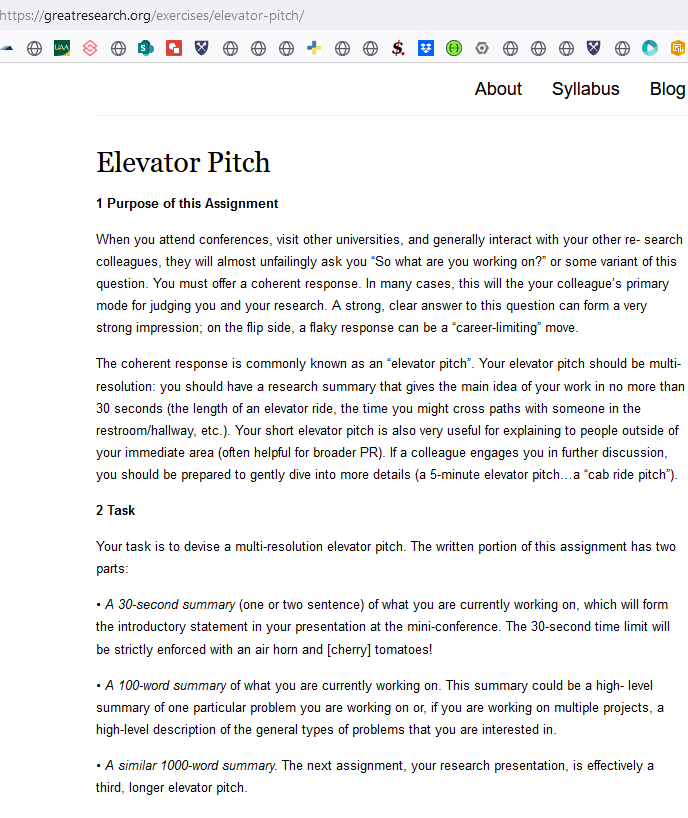 https://greatresearch.org/exercises/elevator-pitch/
UAA
About Syllabus Blog
Elevator Pitch
1 Purpose of this Assignment
When you attend conferences, visit other universities, and generally interact with your other re- search
colleagues, they will almost unfailingly ask you “So what are you working on?” or some variant of this
question. You must offer a coherent response. In many cases, this will the your colleague’s primary
mode for judging you and your research. A strong, clear answer to this question can form a very
strong impression; on the flip side, a flaky response can be a “career-limiting” move.
The coherent response is commonly known as an “elevator pitch”. Your elevator pitch should be multi-
resolution: you should have a research summary that gives the main idea of your work in no more than
30 seconds (the length of an elevator ride, the time you might cross paths with someone in the
restroom/hallway, etc.). Your short elevator pitch is also very useful for explaining to people outside of
your immediate area (often helpful for broader PR). If a colleague engages you in further discussion,
you should be prepared to gently dive into more details (a 5-minute elevator pitch…a “cab ride pitch”).
2 Task
Your task is to devise a multi-resolution elevator pitch. The written portion of this assignment has two
parts:
• A 30-second summary (one or two sentence) of what you are currently working on, which will form
the introductory statement in your presentation at the mini-conference. The 30-second time limit will
be strictly enforced with an air horn and [cherry] tomatoes!
• A 100-word summary of what you are currently working on. This summary could be a high- level
summary of one particular problem you are working on or, if you are working on multiple projects, a
high-level description of the general types of problems that you are interested in.
• A similar 1000-word summary. The next assignment, your research presentation, is effectively a
third, longer elevator pitch.